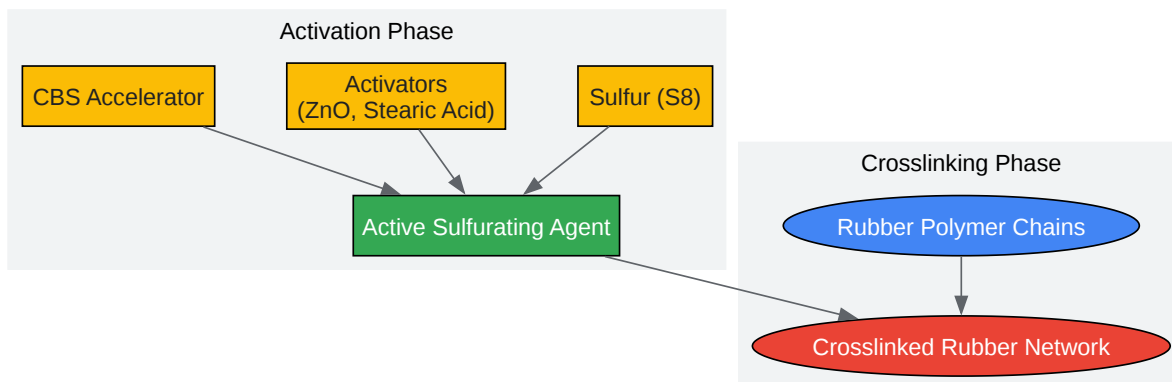 Activation Phase
CBS Accelerator
Activators
(ZnO, Stearic Acid)
Sulfur (S8)
Active Sulfurating Agent
Crosslinking Phase
Rubber Polymer Chains
Crosslinked Rubber Network